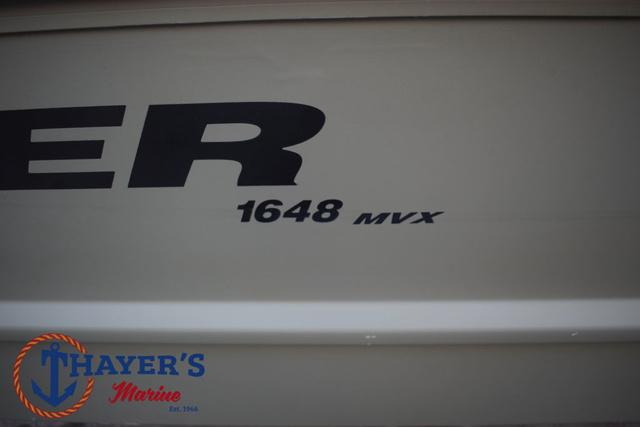 ER
1648 MVX
THAYER'S
Marine
Est. 1966